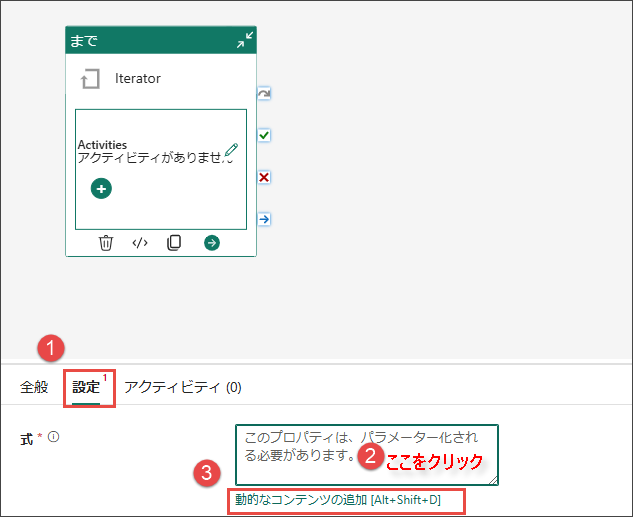 まで
Iterator
Activities
アクティビティがありません
1
全般
設定 1
アクティビティ (0)
式 *
このプロパティは、パラメーター化され
る必要があります。
2 ここをクリック
3
動的なコンテンツの追加 [Alt+Shift+D]